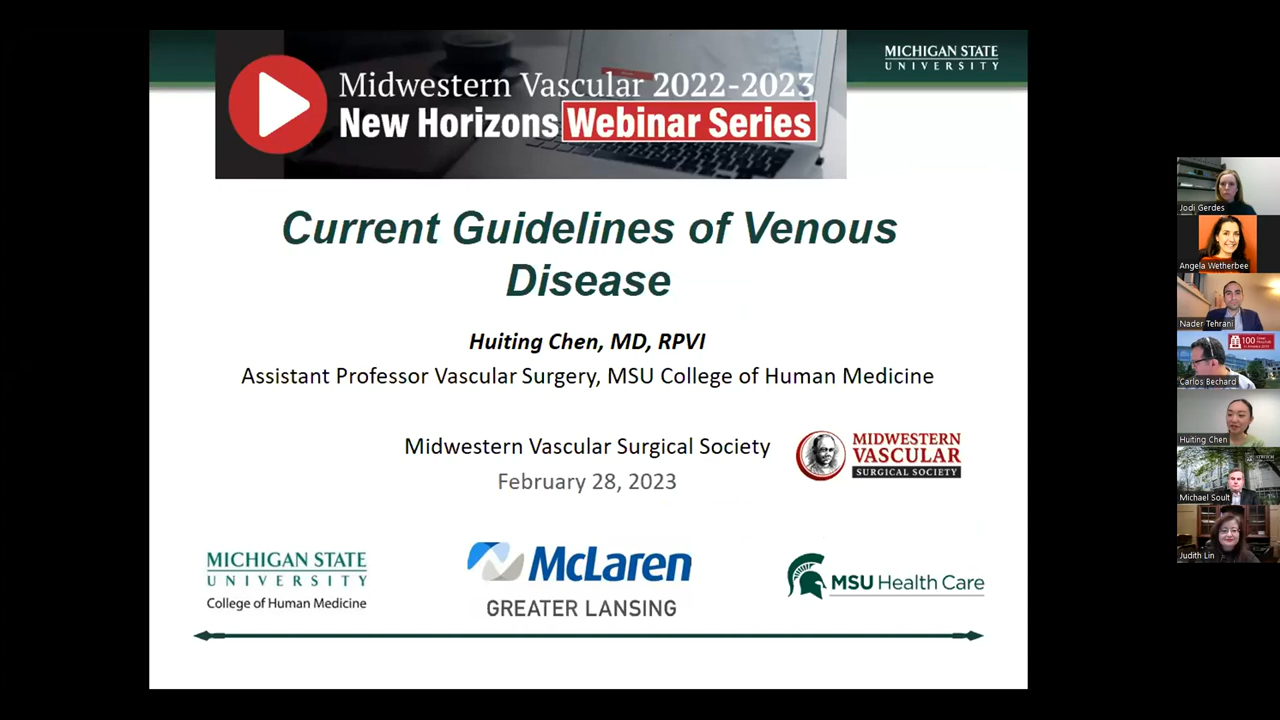 Midwestern Vascular 2022-2023
New Horizons Webinar Series
MICHIGAN STATE
UNIVERSITY
Current Guidelines of Venous
Disease
Huiting Chen, MD, RPVI
Assistant Professor Vascular Surgery, MSU College of Human Medicine
Midwestern Vascular Surgical Society
February 28, 2023
MIDWESTERN
VASCULAR
SURGICAL SOCIETY
MICHIGAN STATE
UNIVERSITY
College of Human Medicine
McLaren
GREATER LANSING
MSU Health Care
Jodi Gerdes
Angela Wetherbee
Nader Tehrani
100
Carlos Bechard
Huiting Chen
Michael Soult
Judith Lin